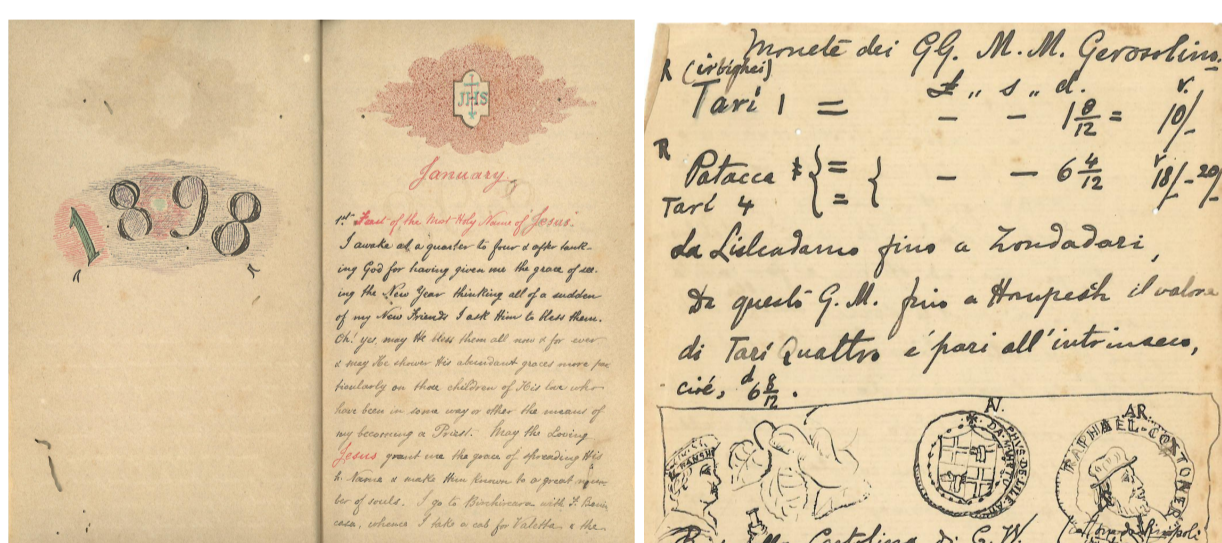 1898
JHS
January.
1st Feast of the Most Holy Name of Jesus.
I awake at a quarter to four & after thank-
ing God for having given me the grace of see-
ing the New Year thinking all of a sudden
of my New Friends I ask Him to bless them.
Oh! yes, may He bless them all now & for ever
& may He shower His abundant graces more par
ticularly on those children of His love who
have been in some way or other the means of
my becoming a Priest. May the Loving
Jesus grant me the grace of spreading His
h. Name & make Him known to a great num
ber of souls. I go to Birchircara with F.
casa, whence I take a cab for Valetta & the
Monete dei GG. M. M. Gerosolim.
R (irbighei)
£ „ s „ d. r.
Tarì 1 = - - 1 8/12 = 10/-
R
Patacca = - - 6 4/12 18/-20/
Tarì 4 =
da Lisleadamo fino a Zondadari,
Da questo G. M. fino a Hompesh il valore
di Tarì Quattro é pari all'intrinseco,
cioé, d 6 8/12.
AR.
RAPHAEL·COTONER
di G. W.